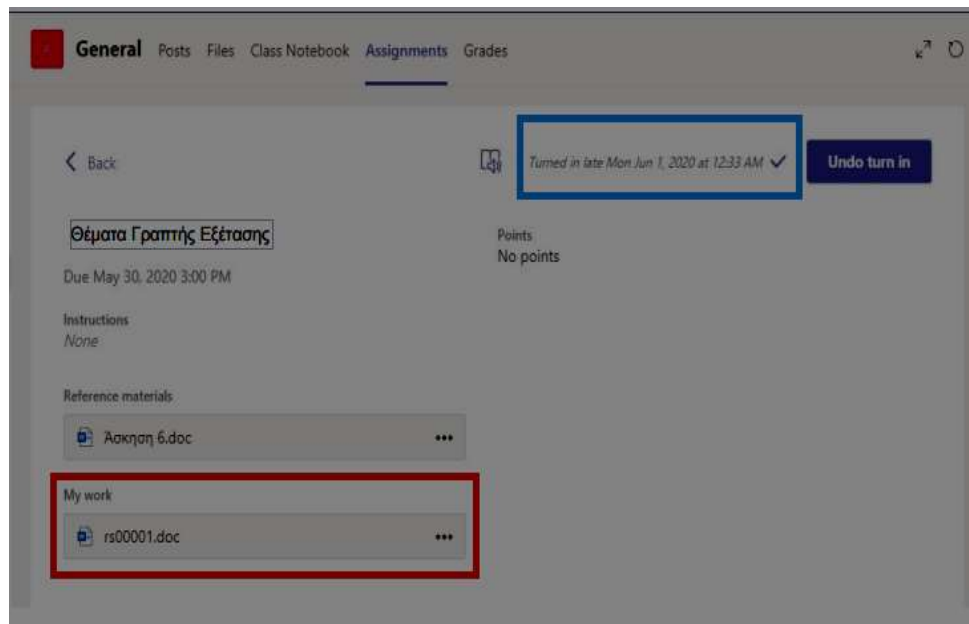 General Posts Files Class Notebook Assignments Grades
Back
Turned in late Mon Jun 1, 2020 at 12:33 AM
Undo turn in
Θέματα Γραπτής Εξέτασης
Points
No points
Due May 30, 2020 3:00 PM
Instructions
None
Reference materials
Άσκηση 6.doc
My work
rs00001.doc